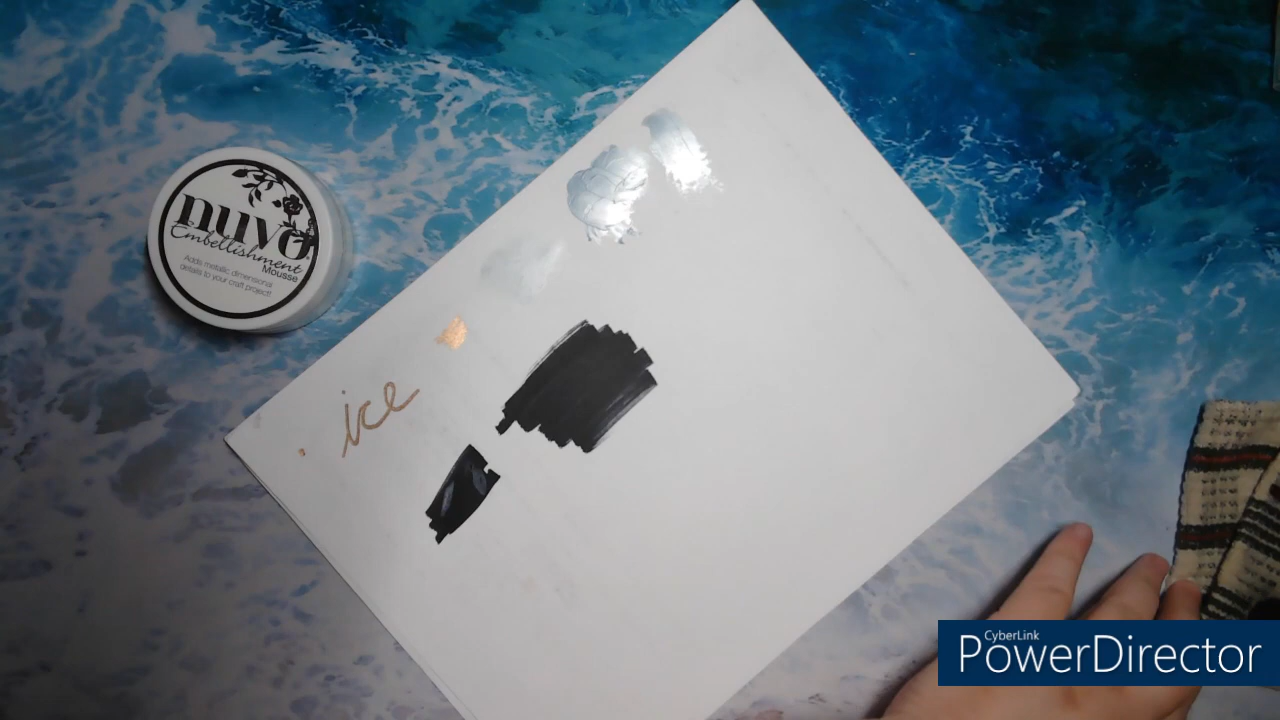 nuvo
Embellishment
Mousse
Adds metallic dimensional
details to your craft project!
ice
CyberLink
PowerDirector